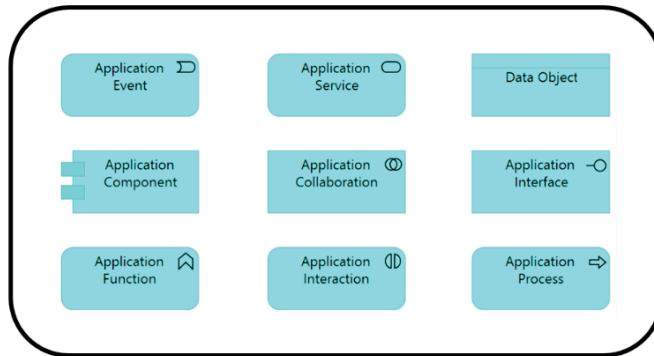 Application
Event
Application
Service
Data Object
Application
Component
Application
Collaboration
Application
Interface
Application
Function
Application
Interaction
Application
Process